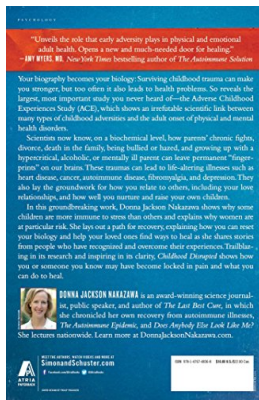 PSYCHOLOGY
"Unveils the role that early adversity plays in physical and emotional
adult health. Opens a new and much-needed door for healing."
—AMY MYERS, MD, New York Times bestselling author of The Autoimmune Solution
Your biography becomes your biology: Surviving childhood trauma can make
you stronger, but too often it also leads to health problems. So reveals the
largest, most important study you never heard of—the Adverse Childhood
Experiences Study (ACE), which shows an irrefutable scientific link between
many types of childhood adversities and the adult onset of physical and mental
health disorders.
Scientists now know, on a biochemical level, how parents' chronic fights,
divorce, death in the family, being bullied or hazed, and growing up with a
hypercritical, alcoholic, or mentally ill parent can leave permanent "finger-
prints" on our brains. These traumas can lead to life-altering illnesses such as
heart disease, cancer, autoimmune disease, fibromyalgia, and depression. They
also lay the groundwork for how you relate to others, including your love
relationships, and how well you nurture and raise your own children.
In this groundbreaking work, Donna Jackson Nakazawa shows why some
children are more immune to stress than others and explains why women are
at particular risk. She lays out a path for recovery, explaining how you can reset
your biology and help your loved ones find ways to heal as she shares stories
from people who have recognized and overcome their experiences. Trailblaz-
ing in its research and inspiring in its clarity, Childhood Disrupted shows how
you or someone you know may have become locked in pain and what you
can do to heal.
DONNA JACKSON NAKAZAWA is an award-winning science journal-
ist, public speaker, and author of The Last Best Cure, in which
she chronicled her own recovery from autoimmune illnesses,
The Autoimmune Epidemic, and Does Anybody Else Look Like Me?
She lectures nationwide. Learn more at DonnaJacksonNakazawa.com.
MEET THE AUTHORS, WATCH VIDEOS AND MORE AT
SimonandSchuster.com
ATRIA
PAPERBACK